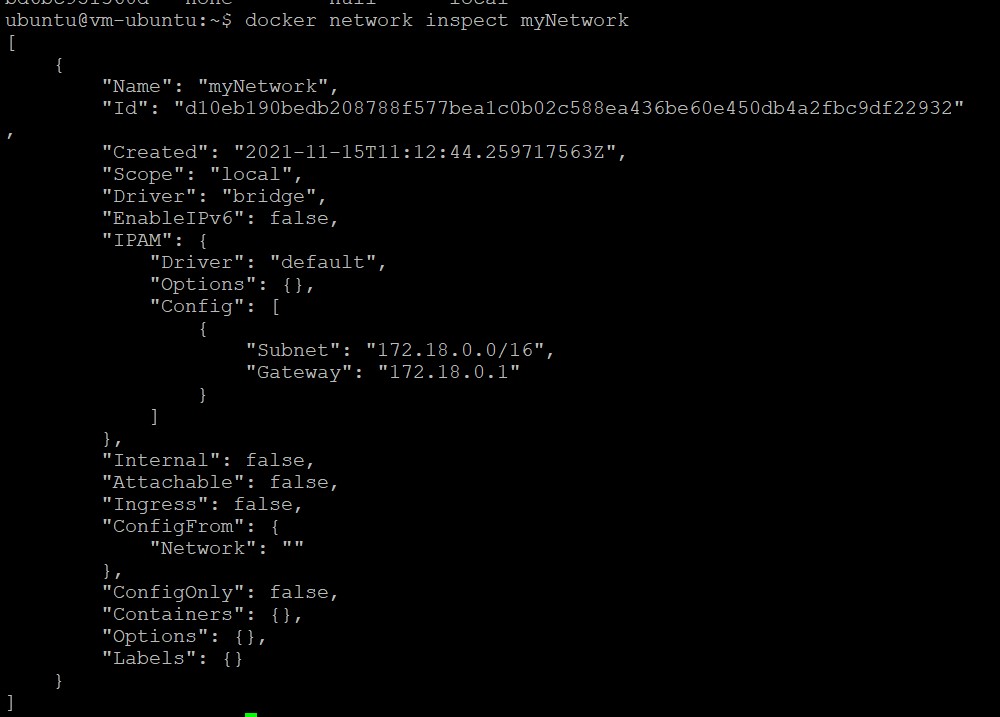 ubuntu@vm-ubuntu:~$ docker network inspect myNetwork
[
    {
        "Name": "myNetwork",
        "Id": "d10eb190bedb208788f577bea1c0b02c588ea436be60e450db4a2fbc9df22932"
,
        "Created": "2021-11-15T11:12:44.259717563Z",
        "Scope": "local",
        "Driver": "bridge",
        "EnableIPv6": false,
        "IPAM": {
            "Driver": "default",
            "Options": {},
            "Config": [
                {
                    "Subnet": "172.18.0.0/16",
                    "Gateway": "172.18.0.1"
                }
            ]
        },
        "Internal": false,
        "Attachable": false,
        "Ingress": false,
        "ConfigFrom": {
            "Network": ""
        },
        "ConfigOnly": false,
        "Containers": {},
        "Options": {},
        "Labels": {}
    }
]